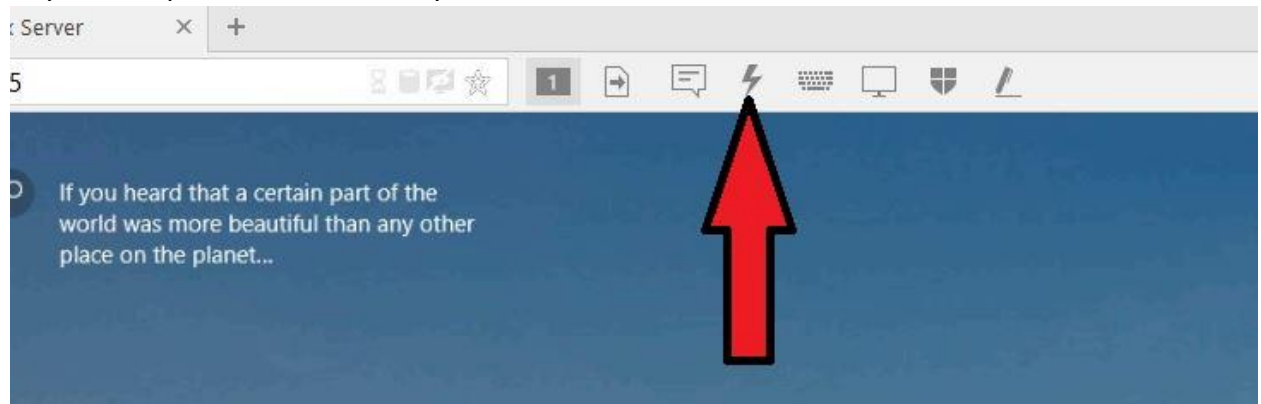 Server
5
1
If you heard that a certain part of the
world was more beautiful than any other
place on the planet...